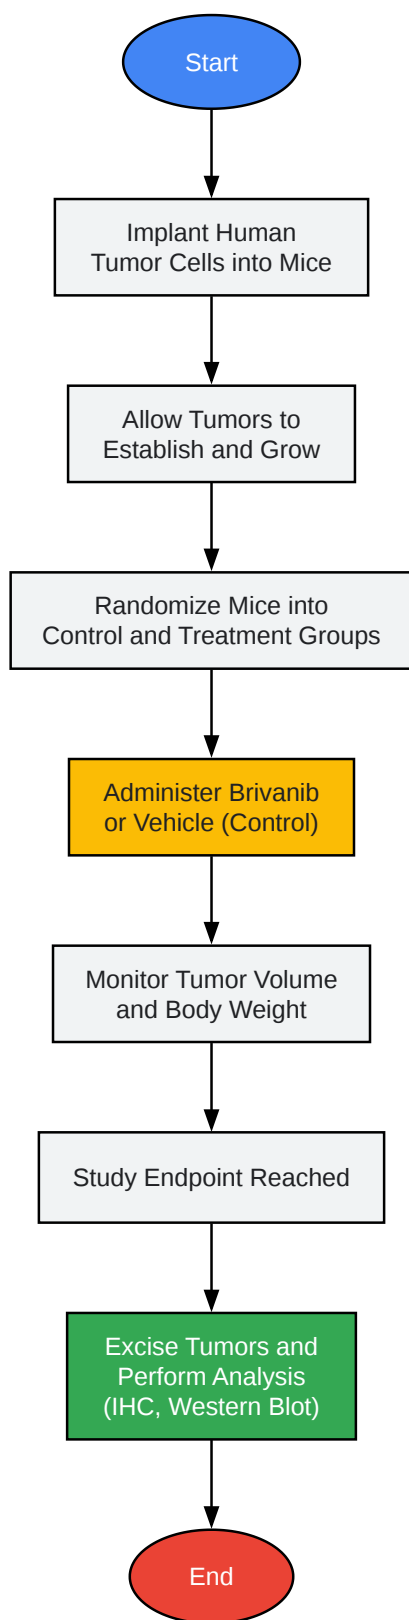 Start
Implant Human
Tumor Cells into Mice
Allow Tumors to
Establish and Grow
Randomize Mice into
Control and Treatment Groups
Administer Brivanib
or Vehicle (Control)
Monitor Tumor Volume
and Body Weight
Study Endpoint Reached
Excise Tumors and
Perform Analysis
(IHC, Western Blot)
End